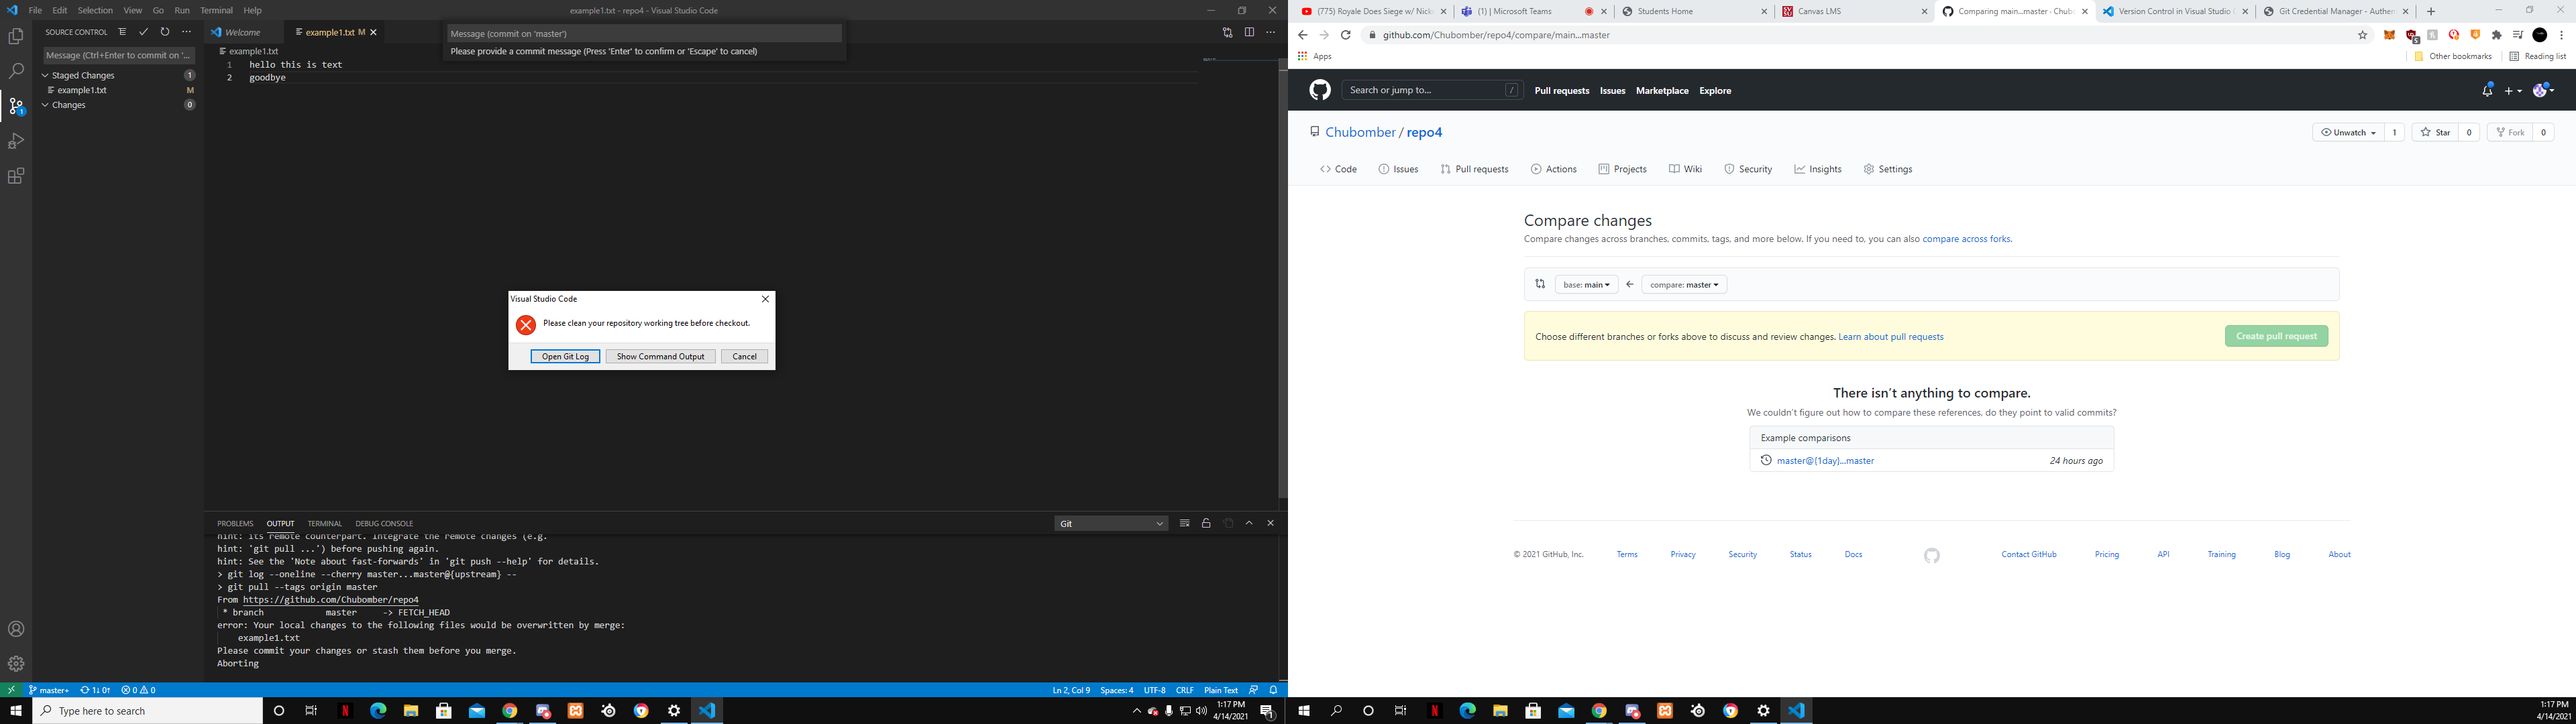 File Edit Selection View Go Run Terminal Help
example1.txt - repo4 - Visual Studio Code
SOURCE CONTROL
Message (Ctrl+Enter to commit on '...
Staged Changes 1
example1.txt M
Changes 0
1
Welcome
example1.txt M
Message (commit on 'master')
Please provide a commit message (Press 'Enter' to confirm or 'Escape' to cancel)
example1.txt
1 hello this is text
2 goodbye
Visual Studio Code
Please clean your repository working tree before checkout.
Open Git Log Show Command Output Cancel
PROBLEMS OUTPUT TERMINAL DEBUG CONSOLE
Git
hint: its remote counterpart. Integrate the remote changes (e.g.
hint: 'git pull ...') before pushing again.
hint: See the 'Note about fast-forwards' in 'git push --help' for details.
> git log --oneline --cherry master...master@{upstream} --
> git pull --tags origin master
From https://github.com/Chubomber/repo4
* branch master -> FETCH_HEAD
error: Your local changes to the following files would be overwritten by merge:
example1.txt
Please commit your changes or stash them before you merge.
Aborting
master+ 1↓ 0↑ 0 0
Ln 2, Col 9 Spaces: 4 UTF-8 CRLF Plain Text
Type here to search
1:17 PM
4/14/2021
1
(775) Royale Does Siege w/ Nick
(1) | Microsoft Teams
Students Home
Canvas LMS
Comparing main...master · Chub
Version Control in Visual Studio
Git Credential Manager - Authen
github.com/Chubomber/repo4/compare/main...master
5
Apps
Other bookmarks
Reading list
Search or jump to... /
Pull requests Issues Marketplace Explore
Chubomber / repo4
Unwatch 1 Star 0 Fork 0
Code Issues Pull requests Actions Projects Wiki Security Insights Settings
Compare changes
Compare changes across branches, commits, tags, and more below. If you need to, you can also compare across forks.
base: main ← compare: master
Choose different branches or forks above to discuss and review changes. Learn about pull requests
Create pull request
There isn't anything to compare.
We couldn't figure out how to compare these references, do they point to valid commits?
Example comparisons
master@{1day}...master 24 hours ago
© 2021 GitHub, Inc. Terms Privacy Security Status Docs Contact GitHub Pricing API Training Blog About
1:17 PM
4/14/2021